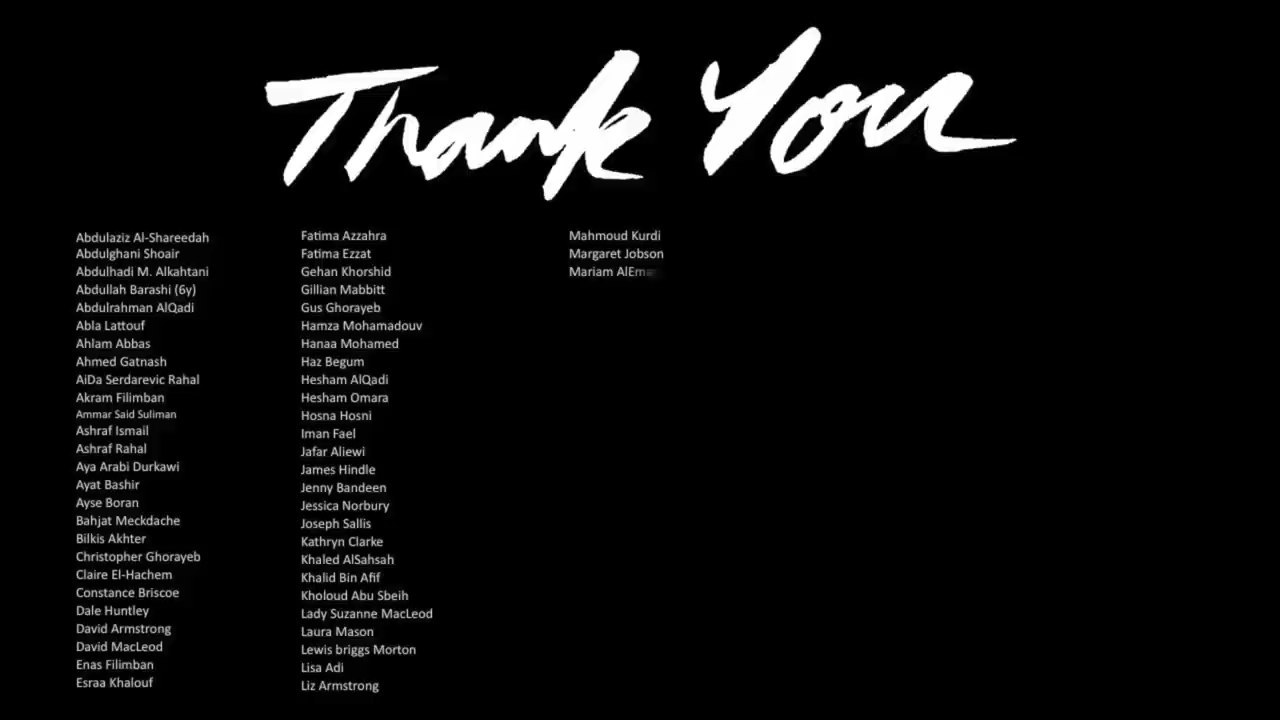 Thank You
Abdulaziz Al-Shareedah
Abdulghani Shoair
Abdulhadi M. Alkahtani
Abdullah Barashi (6y)
Abdulrahman AlQadi
Abla Lattouf
Ahlam Abbas
Ahmed Gatnash
AiDa Serdarevic Rahal
Akram Filimban
Ammar Said Suliman
Ashraf Ismail
Ashraf Rahal
Aya Arabi Durkawi
Ayat Bashir
Ayse Boran
Bahjat Meckdache
Bilkis Akhter
Christopher Ghorayeb
Claire El-Hachem
Constance Briscoe
Dale Huntley
David Armstrong
David MacLeod
Enas Filimban
Esraa Khalouf
Fatima Azzahra
Fatima Ezzat
Gehan Khorshid
Gillian Mabbitt
Gus Ghorayeb
Hamza Mohamadouv
Hanaa Mohamed
Haz Begum
Hesham AlQadi
Hesham Omara
Hosna Hosni
Iman Fael
Jafar Aliewi
James Hindle
Jenny Bandeen
Jessica Norbury
Joseph Sallis
Kathryn Clarke
Khaled AlSahsah
Khalid Bin Afif
Kholoud Abu Sbeih
Lady Suzanne MacLeod
Laura Mason
Lewis briggs Morton
Lisa Adi
Liz Armstrong
Mahmoud Kurdi
Margaret Jobson
Mariam